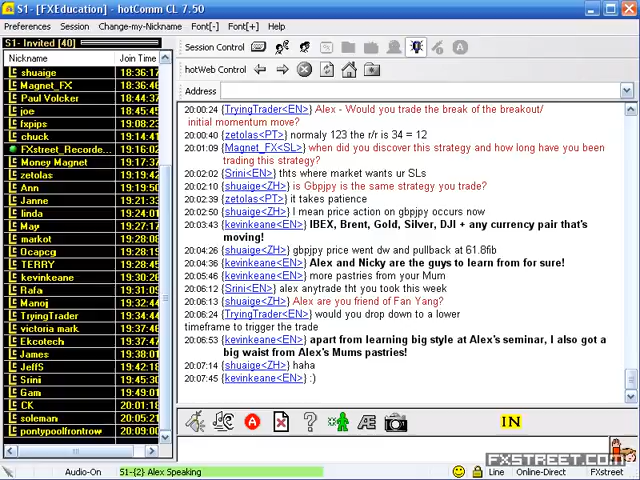 S1- [FXEducation] - hotComm CL 7.50
Preferences Session Change-my-Nickname Font[-] Font[+] Help
S1- Invited [40]
Nickname Join Time
shuaige 18:36:17
Magnet_FX 18:36:46
Paul Volcker 18:44:37
joe 18:45:45
fxpips 19:08:23
chuck 19:14:41
FXstreet_Recorde... 19:16:02
Money Magnet 19:17:37
zetolas 19:19:45
Ann 19:19:50
Janne 19:21:33
linda 19:24:01
May 19:27:17
markot 19:28:08
Ocapcg 19:28:19
TERRY 19:28:26
kevinkeane 19:30:26
Rafa 19:31:09
Manoj 19:32:44
TryingTrader 19:34:44
victoria mark 19:37:46
Ekcotech 19:37:47
James 19:38:01
JeffS 19:42:18
Srini 19:45:30
Gam 19:49:01
CK 20:01:18
soleman 20:05:21
pontypoolfrontrow 20:09:00
Session Control
hotWeb Control
Address
20:00:24 {TryingTrader<EN>} Alex - Would you trade the break of the breakout/
initial momentum move?
20:00:40 {zetolas<PT>} normaly 123 the r/r is 34 = 12
20:01:09 {Magnet_FX<SL>} when did you discover this strategy and how long have you been
trading this strategy?
20:02:02 {Srini<EN>} ths where market wants ur SLs
20:02:10 {shuaige<ZH>} is Gbpjpy is the same strategy you trade?
20:02:39 {zetolas<PT>} it takes patience
20:02:50 {shuaige<ZH>} I mean price action on gbpjpy occurs now
20:03:43 {kevinkeane<EN>} IBEX, Brent, Gold, Silver, DJI + any currency pair that's
moving!
20:04:26 {shuaige<ZH>} gbpjpy price went dw and pullback at 61.8fib
20:04:36 {kevinkeane<EN>} Alex and Nicky are the guys to learn from for sure!
20:05:46 {kevinkeane<EN>} more pastries from your Mum
20:06:12 {Srini<EN>} alex anytrade tht you took this week
20:06:13 {shuaige<ZH>} Alex are you friend of Fan Yang?
20:06:24 {TryingTrader<EN>} would you drop down to a lower
timeframe to trigger the trade
20:06:53 {kevinkeane<EN>} apart from learning big style at Alex's seminar, I also got a
big waist from Alex's Mums pastries!
20:07:14 {shuaige<ZH>} haha
20:07:45 {kevinkeane<EN>} :)
IN
FXSTREET.COM
Audio-On S1-{2} Alex Speaking Line Online-Direct FXstreet